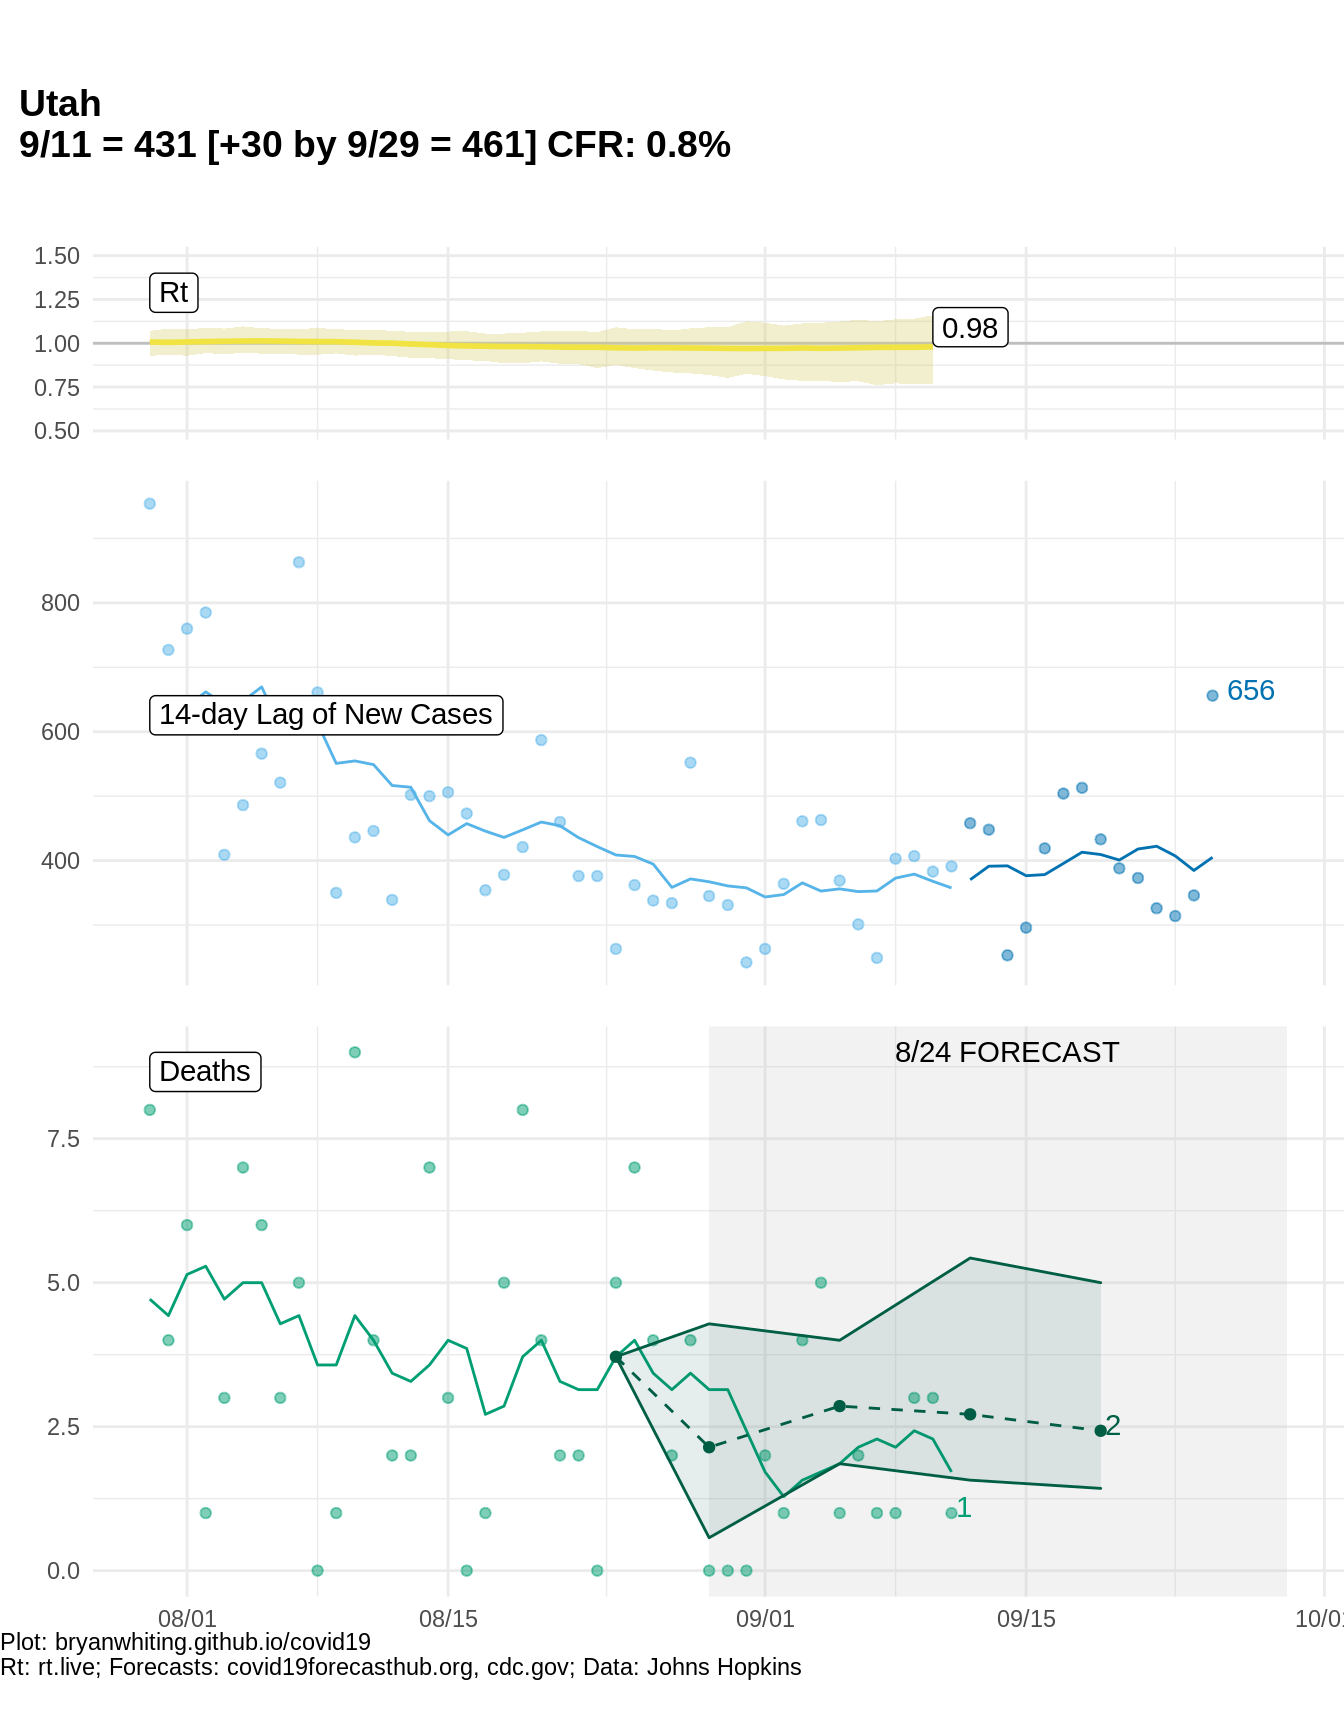 Utah
9/11 = 431 [+30 by 9/29 = 461] CFR: 0.8%
1.50
Rt
1.25
0.98
1.00
0.75
0.50
800
656
14-day Lag of New Cases
600
400
8/24 FORECAST
Deaths
7.5
5.0
2.5
2
1
0.0
08/01 08/15 09/01 09/15 10/01
Plot: bryanwhiting.github.io/covid19
Rt: rt.live; Forecasts: covid19forecasthub.org, cdc.gov; Data: Johns Hopkins